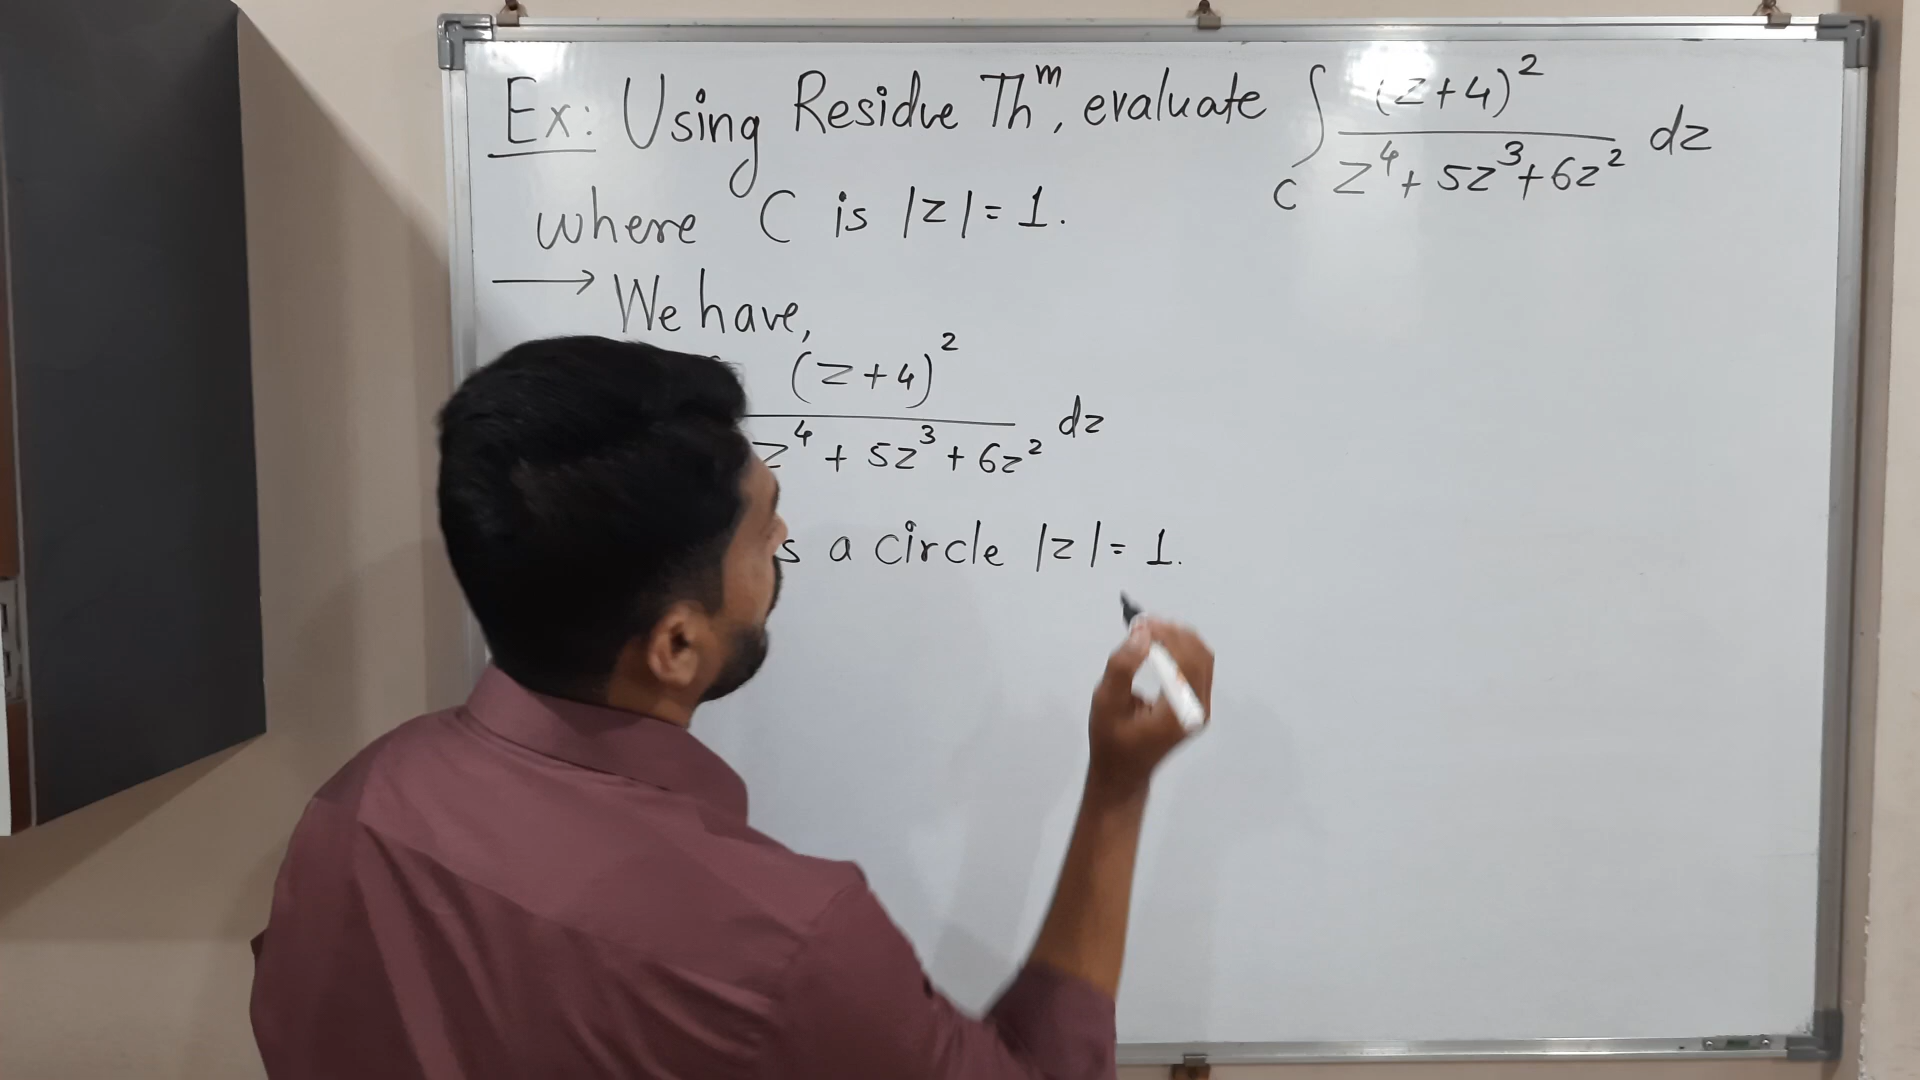 Ex: Using Residue Thᵐ, evaluate ∫_C (z+4)² / (z⁴ + 5z³ + 6z²) dz
where C is |z| = 1.
→ We have,
(z+4)² / (z⁴ + 5z³ + 6z²) dz
s a circle |z| = 1.